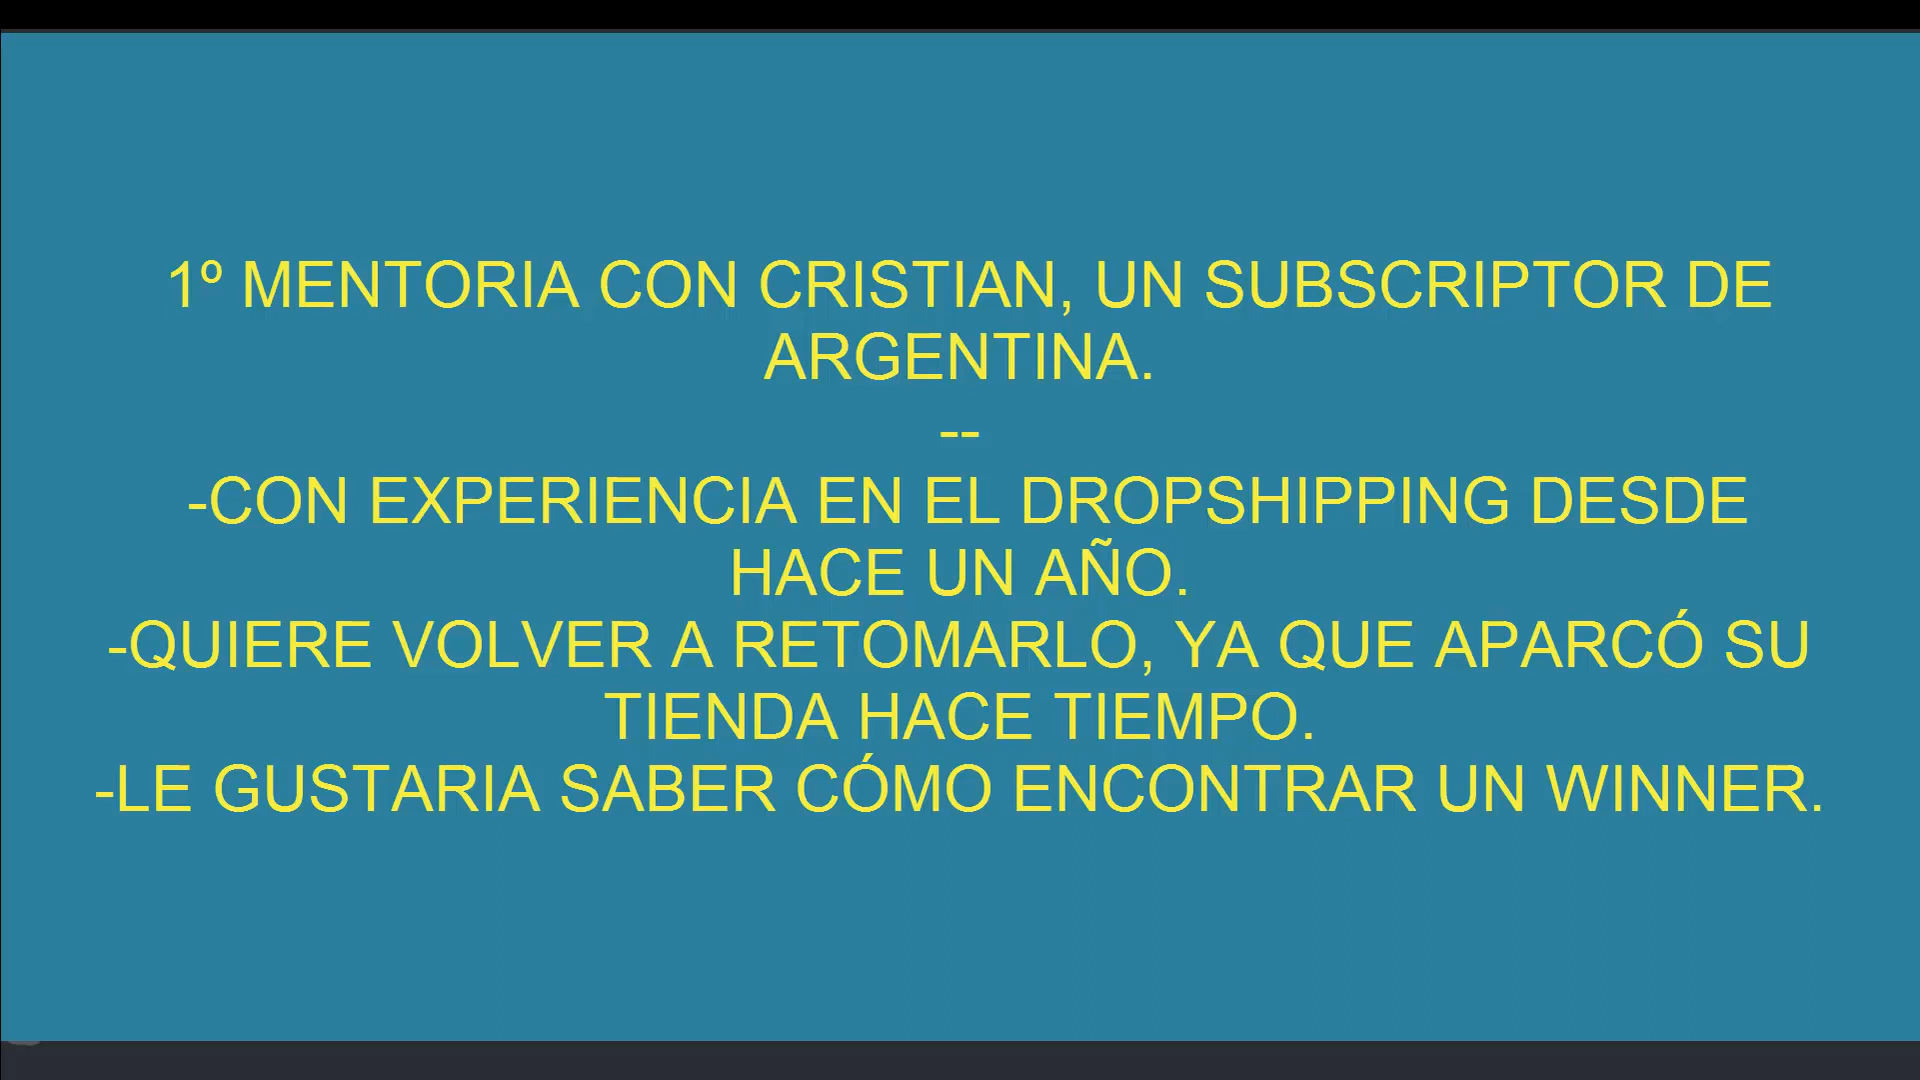 1º MENTORIA CON CRISTIAN, UN SUBSCRIPTOR DE
ARGENTINA.
--
-CON EXPERIENCIA EN EL DROPSHIPPING DESDE
HACE UN AÑO.
-QUIERE VOLVER A RETOMARLO, YA QUE APARCÓ SU
TIENDA HACE TIEMPO.
-LE GUSTARIA SABER CÓMO ENCONTRAR UN WINNER.